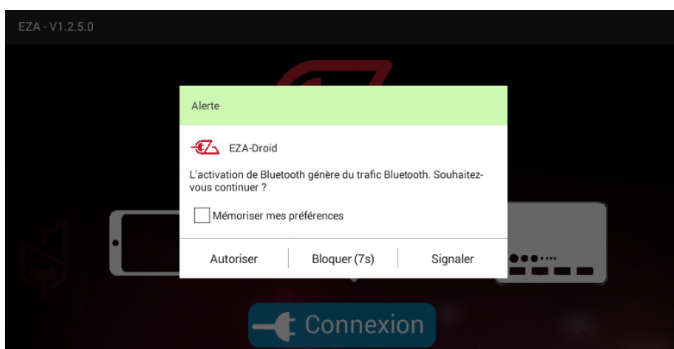 EZA - V1.2.5.0
Alerte
EZA-Droid
L'activation de Bluetooth génère du trafic Bluetooth. Souhaitez-
vous continuer ?
Mémoriser mes préférences
Autoriser
Bloquer (7s)
Signaler
Connexion